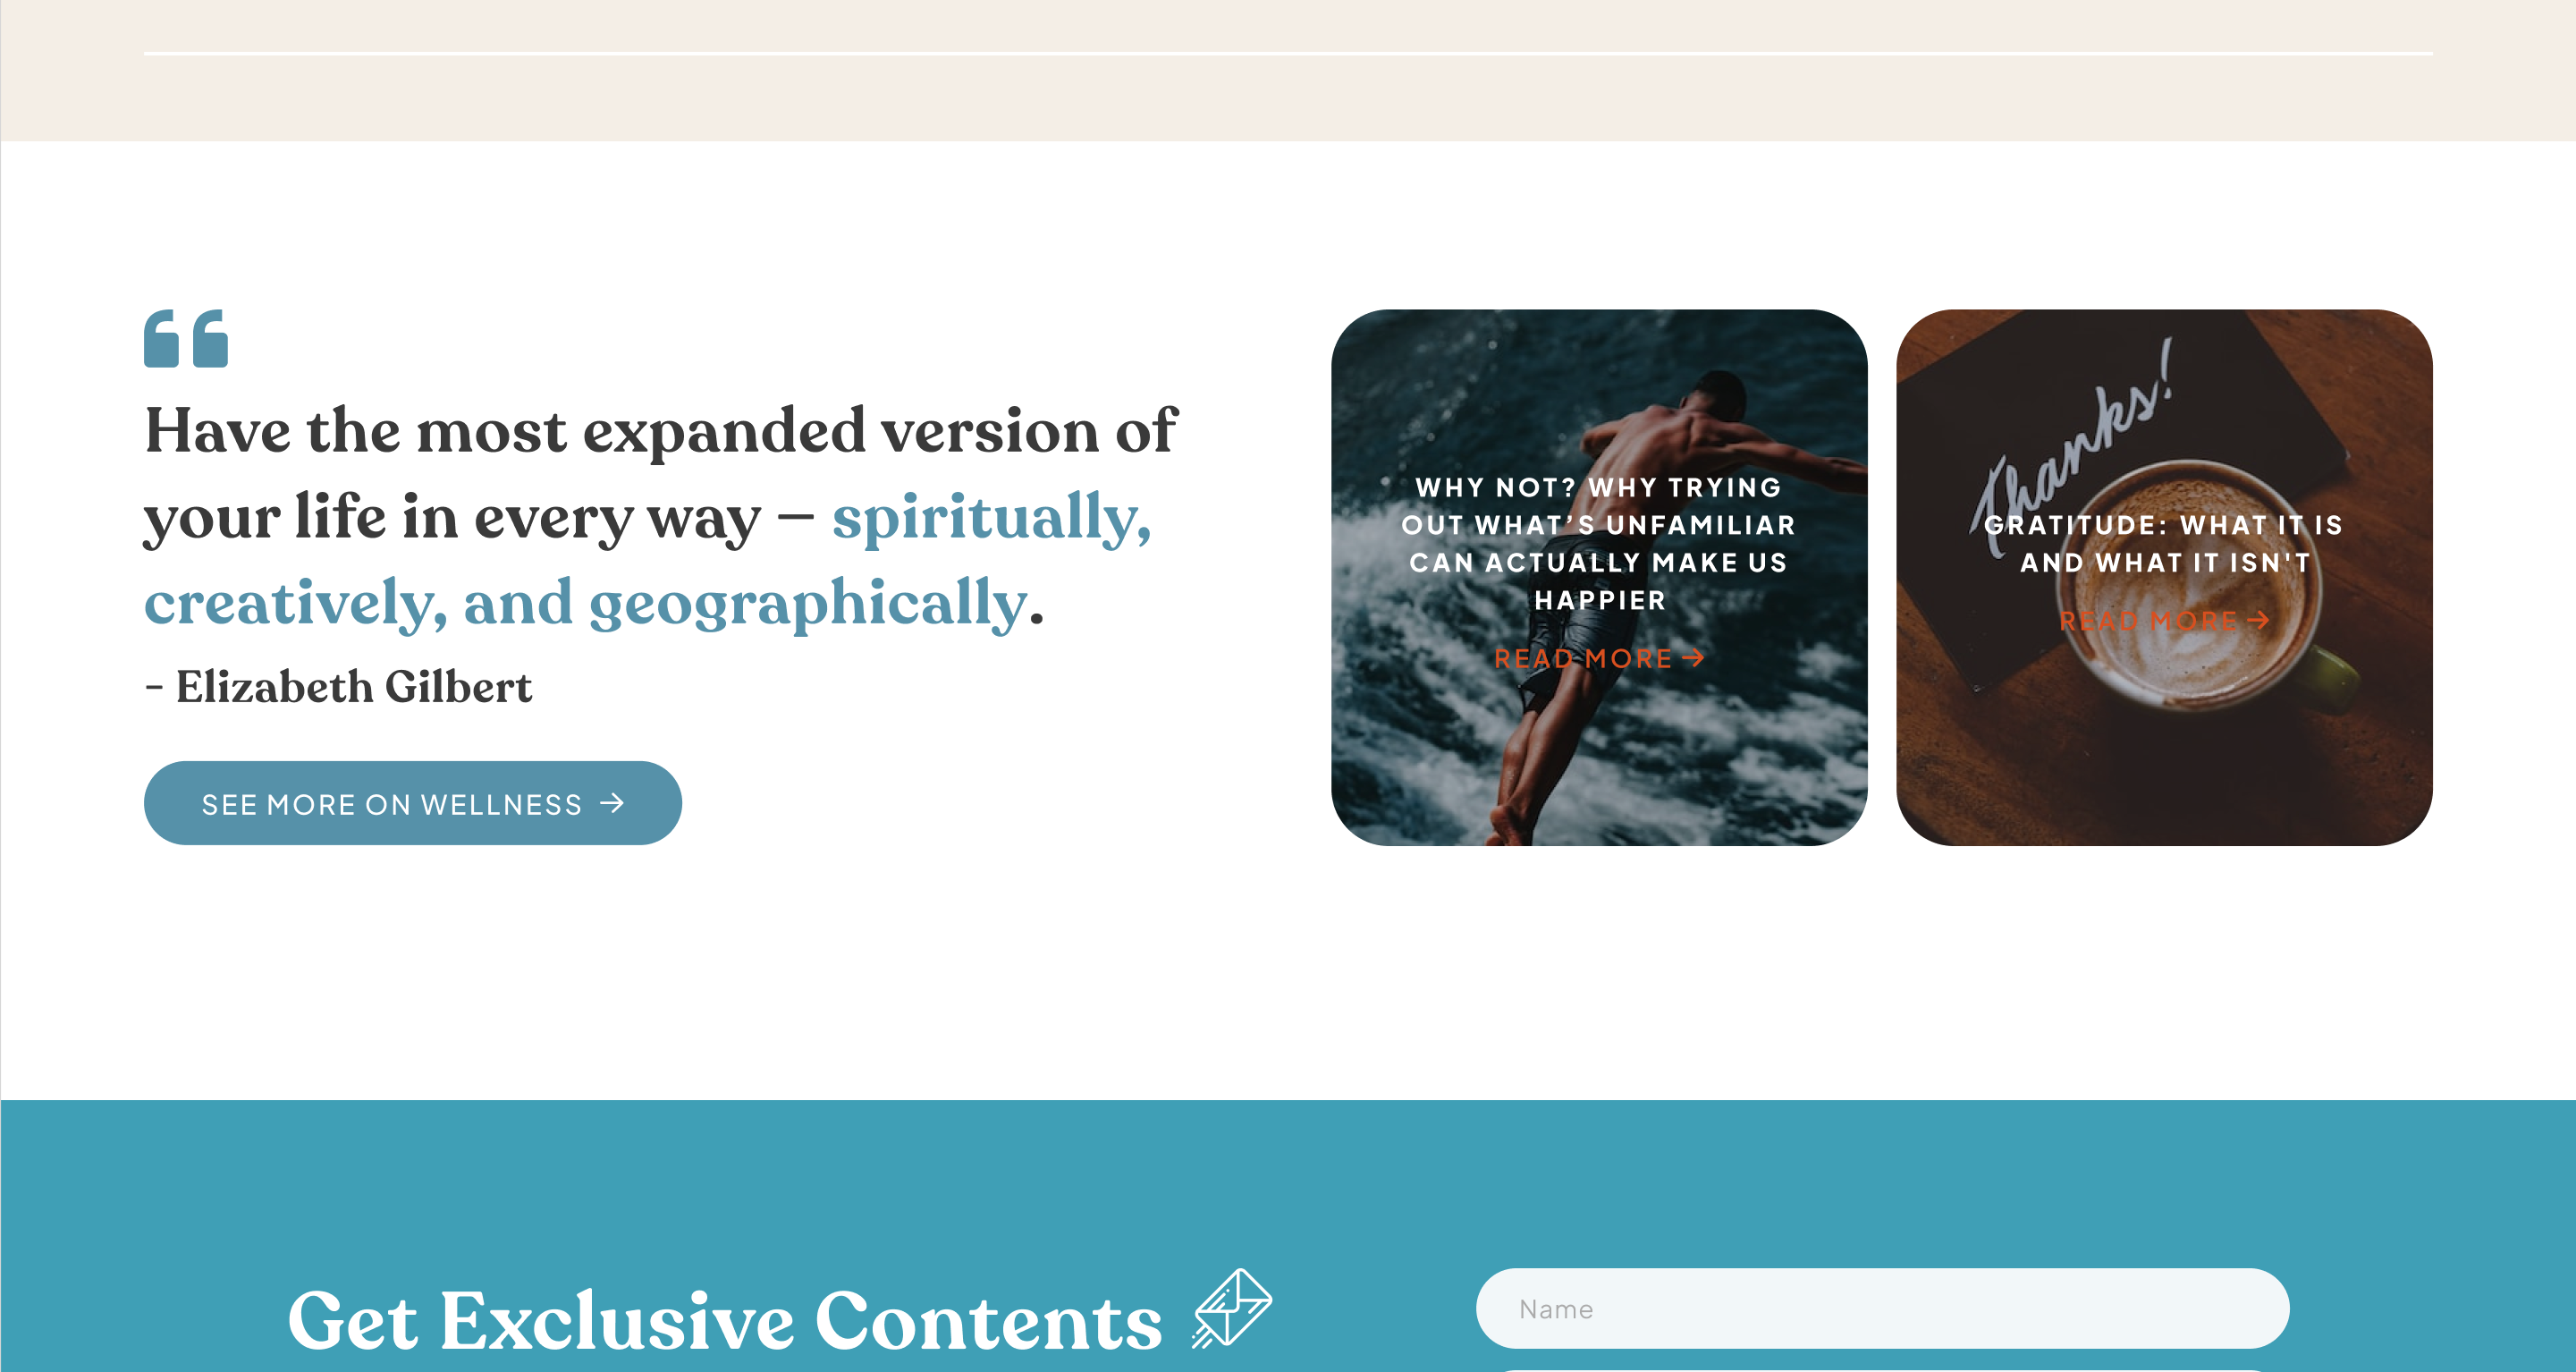 Have the most expanded version of
your life in every way – spiritually,
creatively, and geographically.
- Elizabeth Gilbert
SEE MORE ON WELLNESS →
WHY NOT? WHY TRYING
OUT WHAT’S UNFAMILIAR
CAN ACTUALLY MAKE US
HAPPIER
READ MORE →
Thanks!
GRATITUDE: WHAT IT IS
AND WHAT IT ISN'T
READ MORE →
Get Exclusive Contents
Name